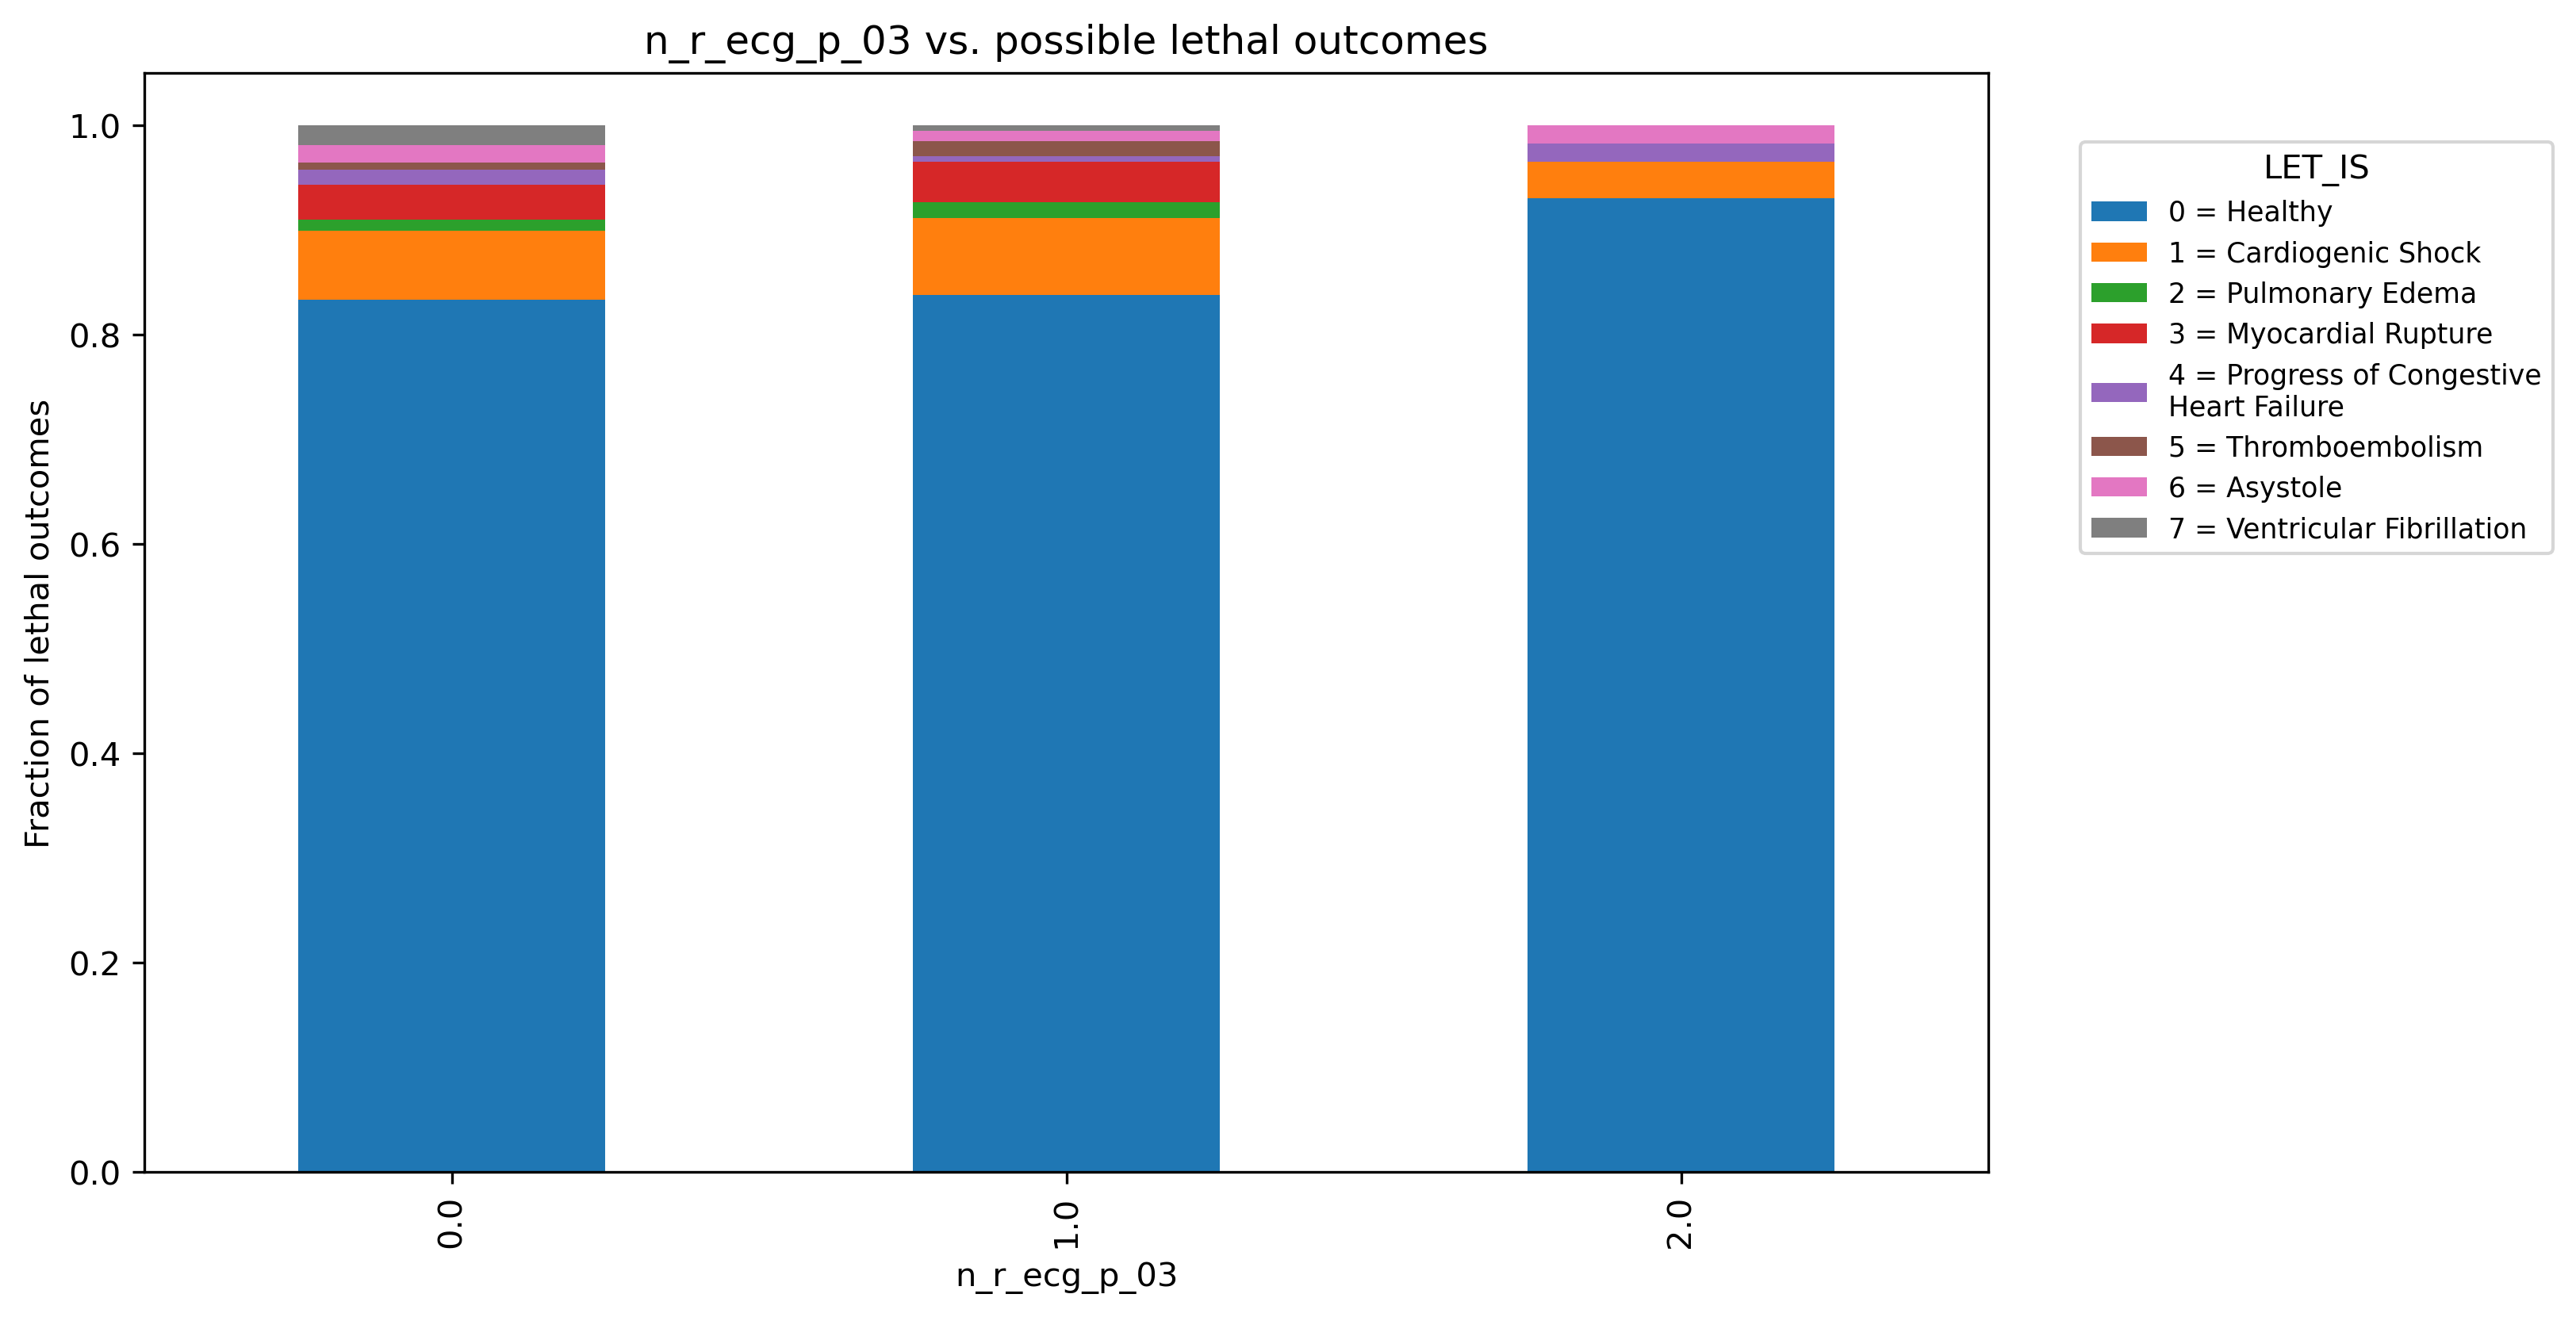 n_r_ecg_p_03 vs. possible lethal outcomes
Fraction of lethal outcomes
1.0
0.8
0.6
0.4
0.2
0.0
0.0
1.0
2.0
n_r_ecg_p_03
LET_IS
0 = Healthy
1 = Cardiogenic Shock
2 = Pulmonary Edema
3 = Myocardial Rupture
4 = Progress of Congestive
Heart Failure
5 = Thromboembolism
6 = Asystole
7 = Ventricular Fibrillation